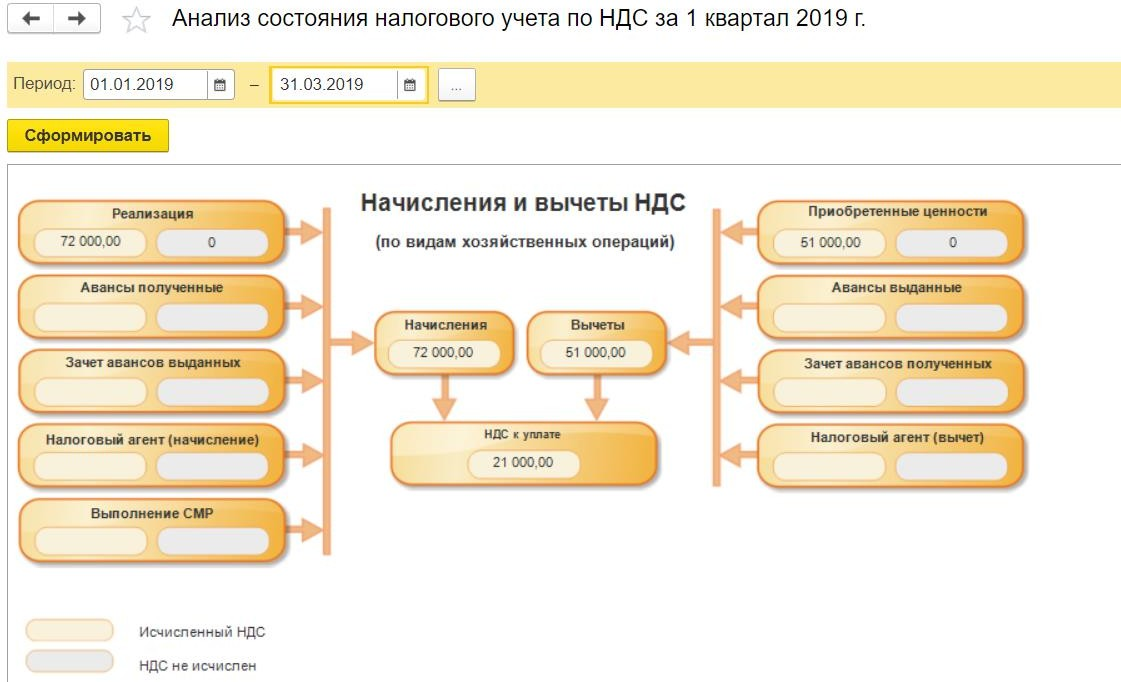 Анализ состояния налогового учета по НДС за 1 квартал 2019 г.
Период: 01.01.2019 – 31.03.2019 ...
Сформировать
Начисления и вычеты НДС
(по видам хозяйственных операций)
Реализация
72 000,00 0
Авансы полученные
Зачет авансов выданных
Налоговый агент (начисление)
Выполнение СМР
Начисления
72 000,00
Вычеты
51 000,00
НДС к уплате
21 000,00
Приобретенные ценности
51 000,00 0
Авансы выданные
Зачет авансов полученных
Налоговый агент (вычет)
Исчисленный НДС
НДС не исчислен